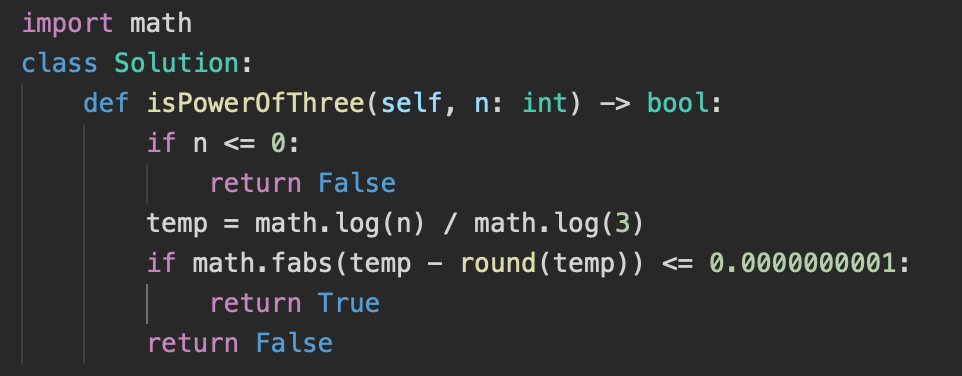 import math
class Solution:
    def isPowerOfThree(self, n: int) -> bool:
        if n <= 0:
            return False
        temp = math.log(n) / math.log(3)
        if math.fabs(temp - round(temp)) <= 0.0000000001:
            return True
        return False